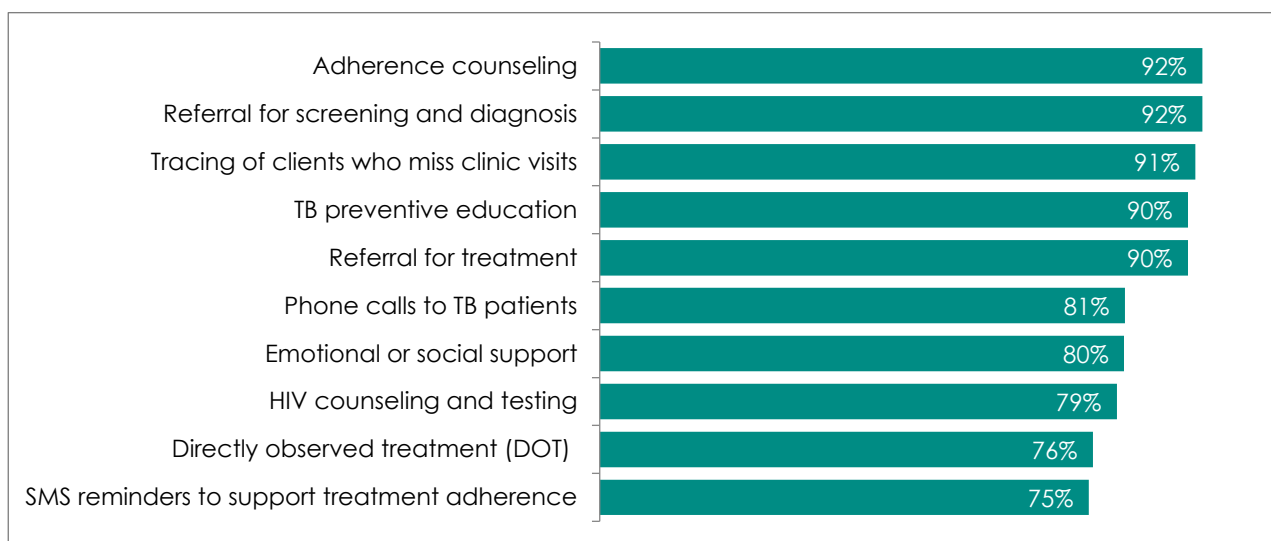 Adherence counseling 92%
Referral for screening and diagnosis 92%
Tracing of clients who miss clinic visits 91%
TB preventive education 90%
Referral for treatment 90%
Phone calls to TB patients 81%
Emotional or social support 80%
HIV counseling and testing 79%
Directly observed treatment (DOT) 76%
SMS reminders to support treatment adherence 75%